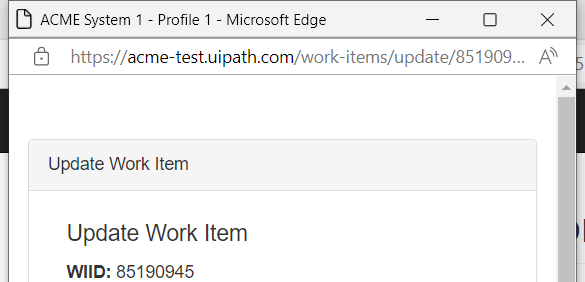 ACME System 1 - Profile 1 - Microsoft Edge
https://acme-test.uipath.com/work-items/update/851909...
Update Work Item
Update Work Item
WIID: 85190945